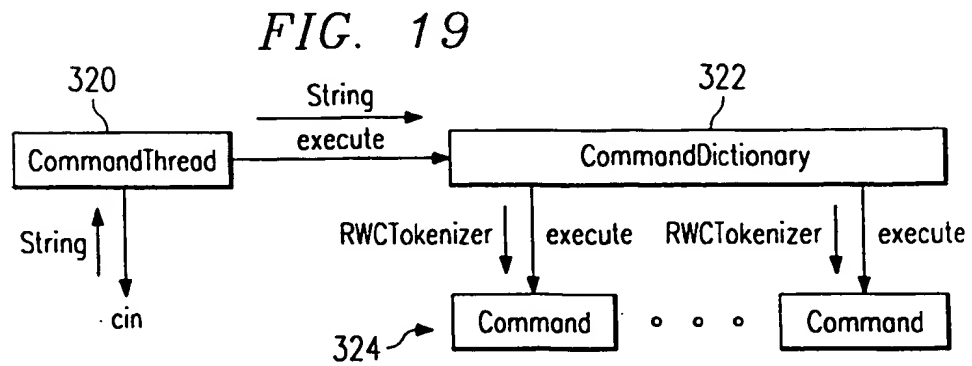 FIG. 19
320
322
String
execute
CommandThread
CommandDictionary
String
RWCTokenizer
execute
RWCTokenizer
execute
cin
Command
Command
324